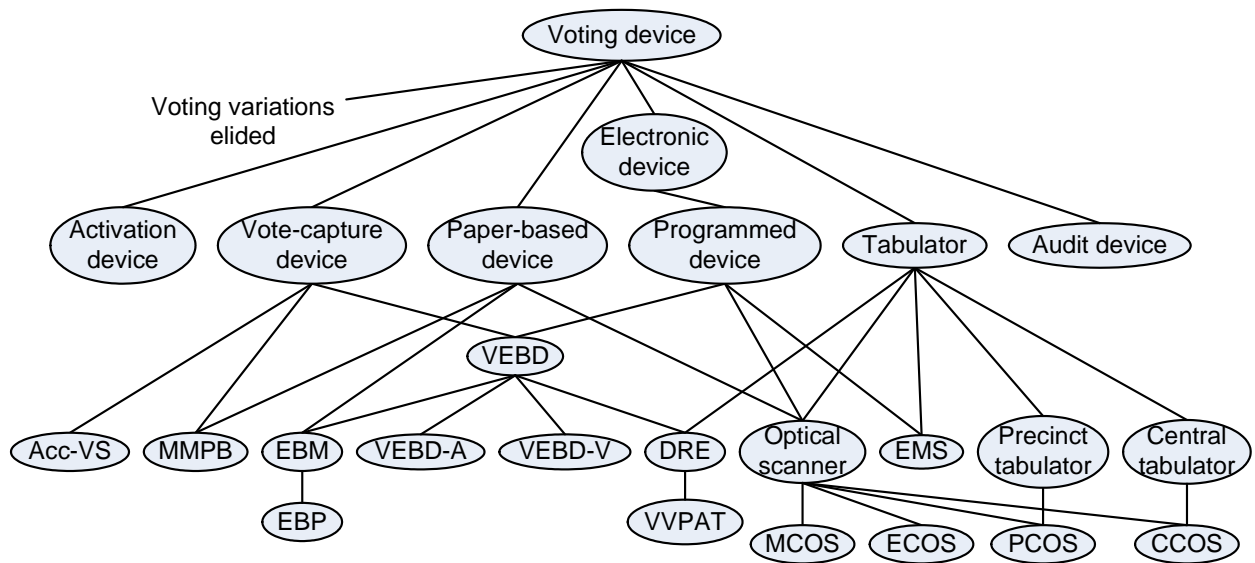 Voting device
Voting variations
elided
Electronic
device
Activation
device
Vote-capture
device
Paper-based
device
Programmed
device
Tabulator
Audit device
VEBD
Acc-VS
MMPB
EBM
VEBD-A
VEBD-V
DRE
Optical
scanner
EMS
Precinct
tabulator
Central
tabulator
EBP
VVPAT
MCOS
ECOS
PCOS
CCOS